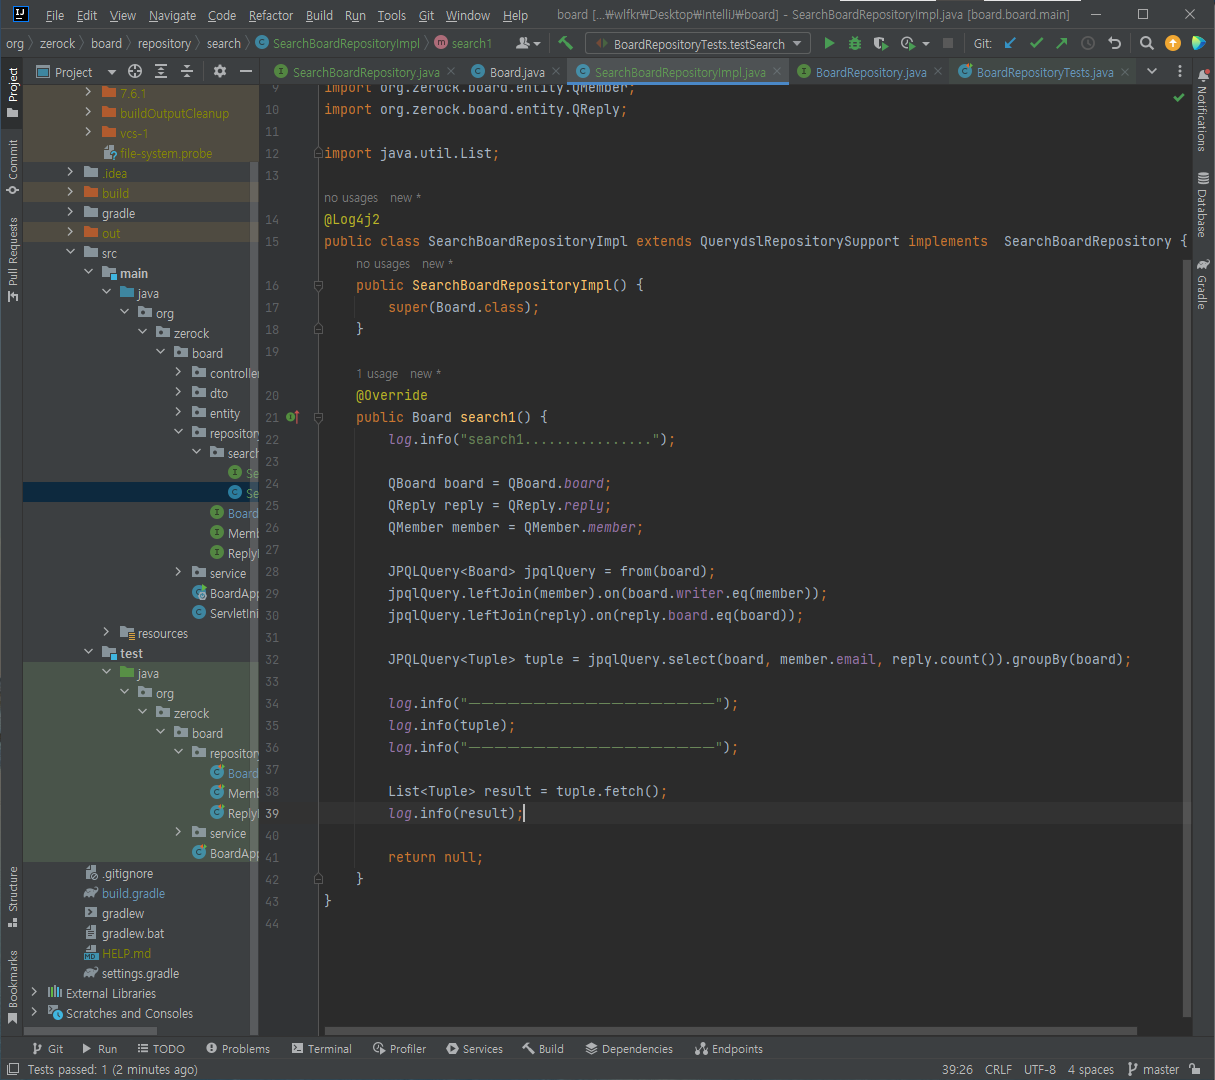 File Edit View Navigate Code Refactor Build Run Tools Git Window Help board [...₩wlfkr₩Desktop₩IntelliJ₩board] - SearchBoardRepositoryImpl.java [board.board.main]
org zerock board repository search SearchBoardRepositoryImpl search1 BoardRepositoryTests.testSearch Git:
Project SearchBoardRepository.java Board.java SearchBoardRepositoryImpl.java BoardRepository.java BoardRepositoryTests.java
Project
Commit
Pull Requests
Structure
Bookmarks
7.6.1
buildOutputCleanup
vcs-1
file-system.probe
.idea
build
gradle
out
src
main
java
org
zerock
board
controlle
dto
entity
repository
search
Se
Se
Board
Memb
Reply
service
BoardApp
ServletIni
resources
test
java
org
zerock
board
repository
Board
Mem
Reply
service
BoardApp
.gitignore
build.gradle
gradlew
gradlew.bat
HELP.md
settings.gradle
External Libraries
Scratches and Consoles
9 import org.zerock.board.entity.QMember;
10 import org.zerock.board.entity.QReply;
11
12 import java.util.List;
13
no usages new *
14 @Log4j2
15 public class SearchBoardRepositoryImpl extends QuerydslRepositorySupport implements SearchBoardRepository {
no usages new *
16 public SearchBoardRepositoryImpl() {
17 super(Board.class);
18 }
19
1 usage new *
20 @Override
21 public Board search1() {
22 log.info("search1................");
23
24 QBoard board = QBoard.board;
25 QReply reply = QReply.reply;
26 QMember member = QMember.member;
27
28 JPQLQuery<Board> jpqlQuery = from(board);
29 jpqlQuery.leftJoin(member).on(board.writer.eq(member));
30 jpqlQuery.leftJoin(reply).on(reply.board.eq(board));
31
32 JPQLQuery<Tuple> tuple = jpqlQuery.select(board, member.email, reply.count()).groupBy(board);
33
34 log.info("———————————————————");
35 log.info(tuple);
36 log.info("———————————————————");
37
38 List<Tuple> result = tuple.fetch();
39 log.info(result);
40
41 return null;
42 }
43 }
44
Notifications
Database
Gradle
Git Run TODO Problems Terminal Profiler Services Build Dependencies Endpoints
Tests passed: 1 (2 minutes ago) 39:26 CRLF UTF-8 4 spaces master